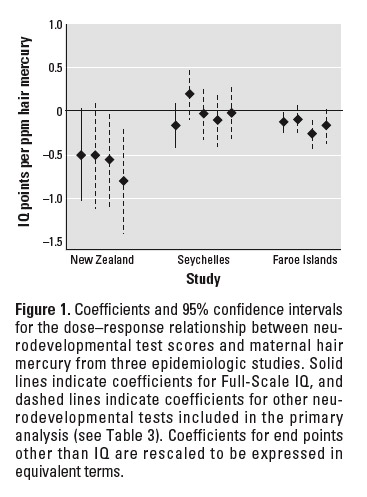 1.0
0.5
0
–0.5
–1.0
–1.5
IQ points per ppm hair mercury
New Zealand Seychelles Faroe Islands
Study
Figure 1. Coefficients and 95% confidence intervals
for the dose–response relationship between neu-
rodevelopmental test scores and maternal hair
mercury from three epidemiologic studies. Solid
lines indicate coefficients for Full-Scale IQ, and
dashed lines indicate coefficients for other neu-
rodevelopmental tests included in the primary
analysis (see Table 3). Coefficients for end points
other than IQ are rescaled to be expressed in
equivalent terms.